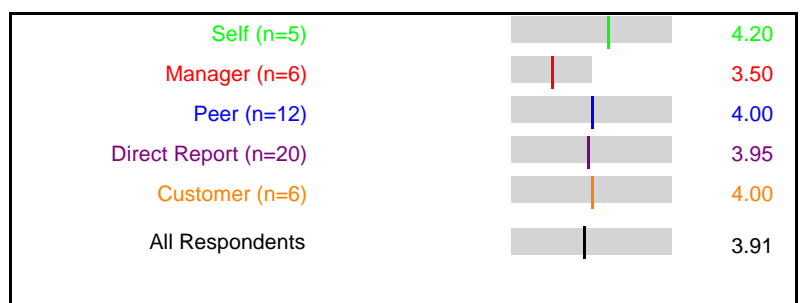 Self (n=5) 4.20
Manager (n=6) 3.50
Peer (n=12) 4.00
Direct Report (n=20) 3.95
Customer (n=6) 4.00
All Respondents 3.91